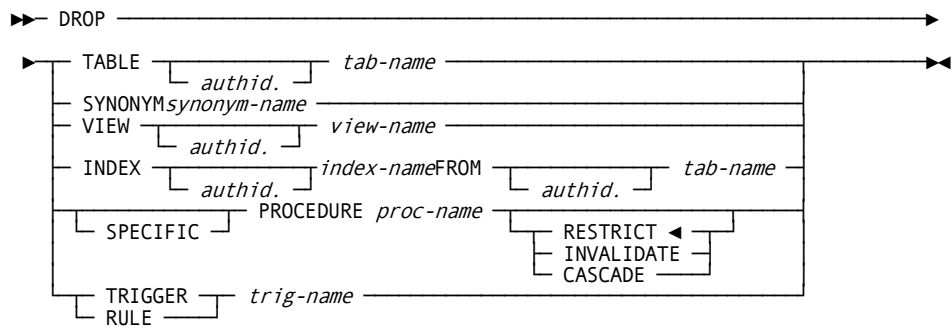 DROP
TABLE authid. tab-name
SYNONYMsynonym-name
VIEW authid. view-name
INDEX authid. index-nameFROM authid. tab-name
SPECIFIC PROCEDURE proc-name RESTRICT
INVALIDATE
CASCADE
TRIGGER trig-name
RULE